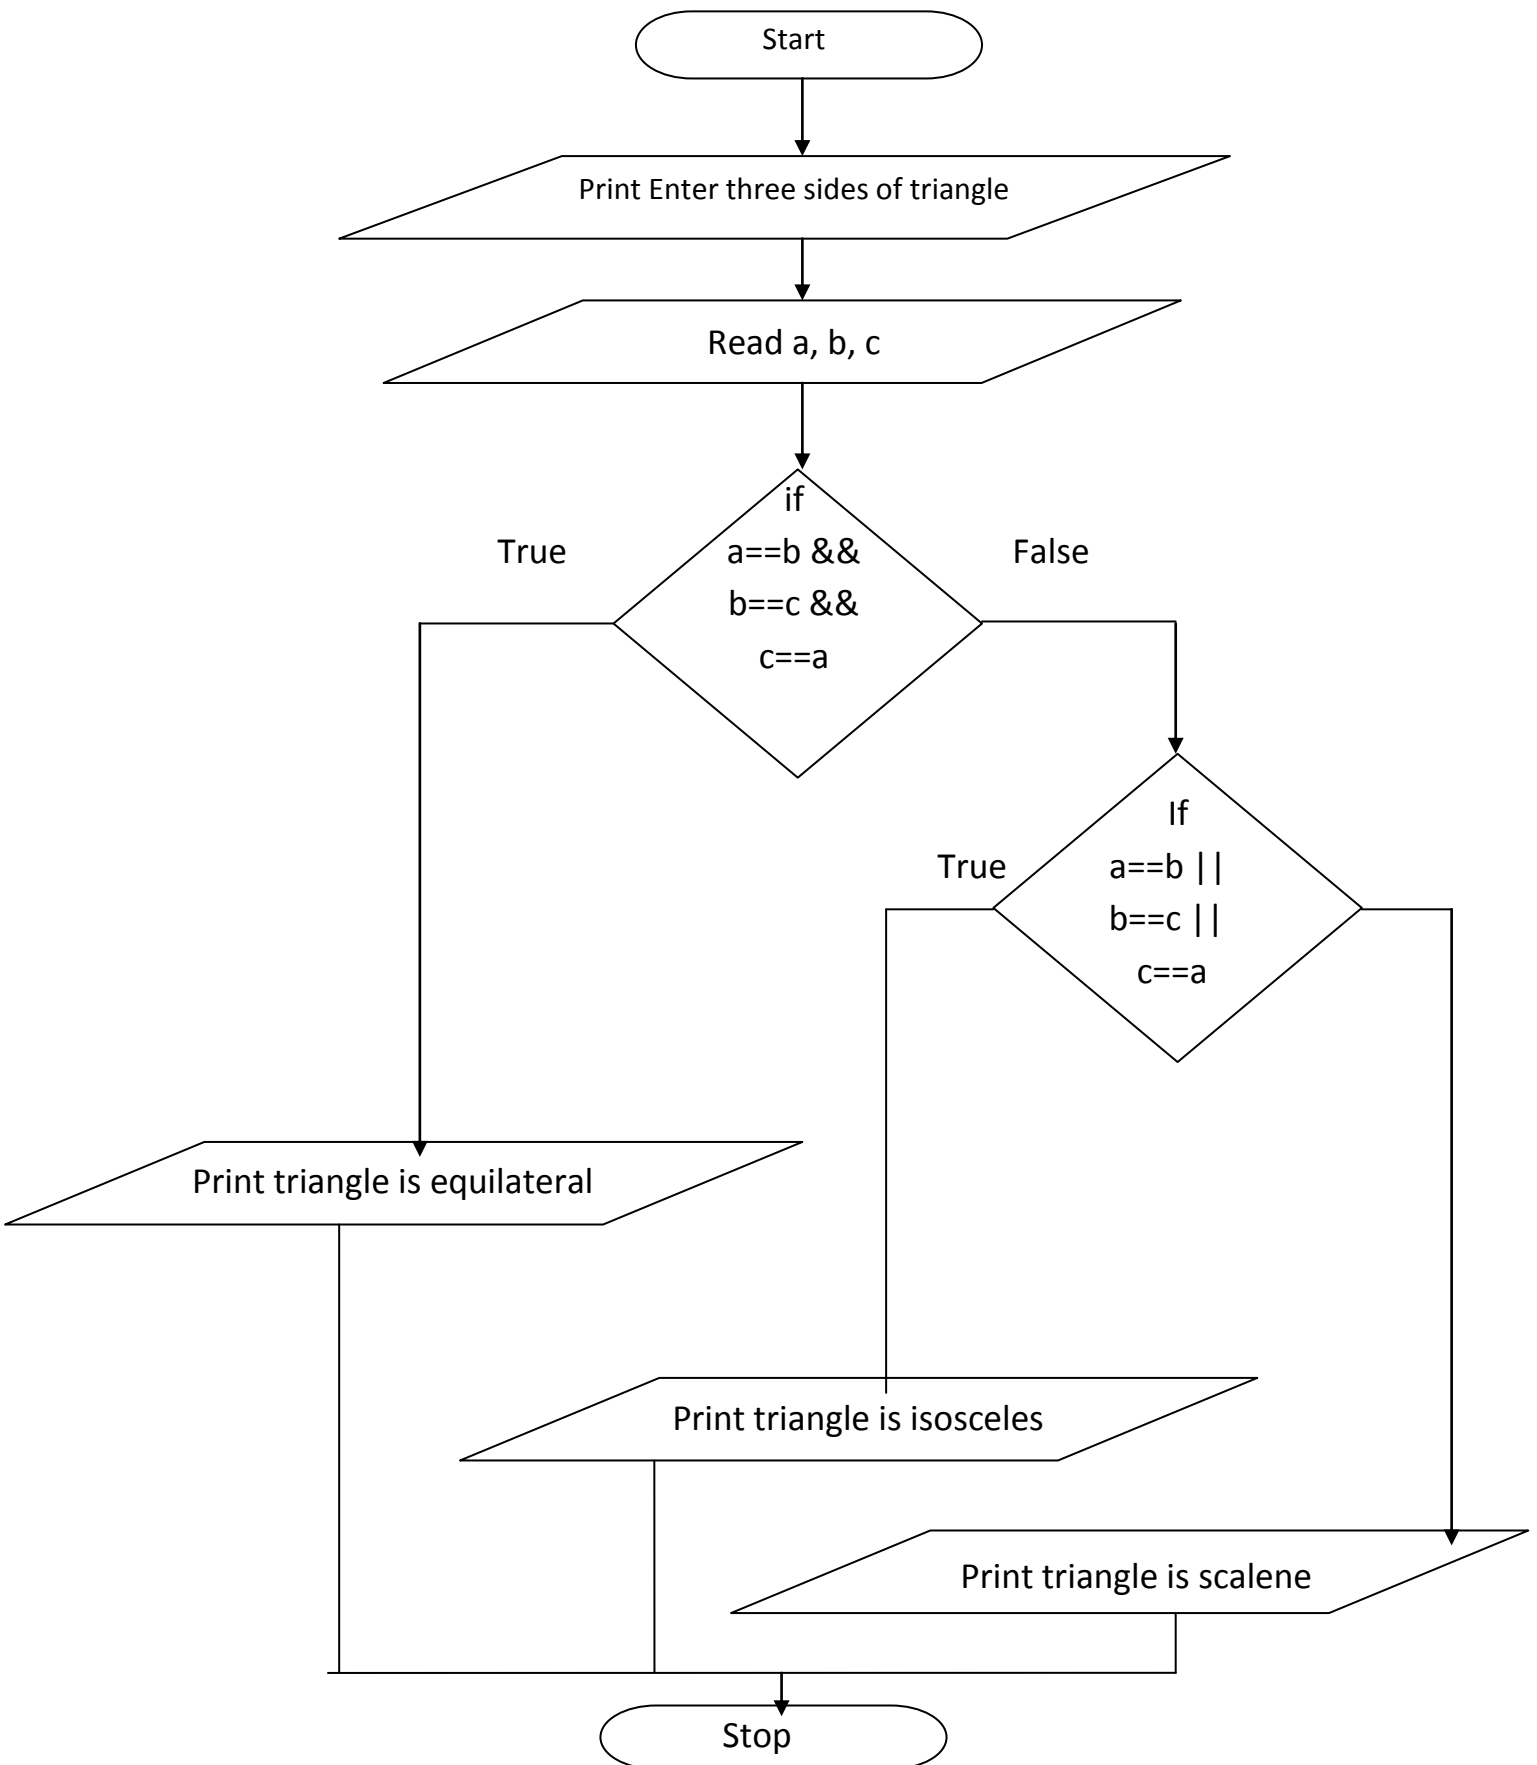 Start
Print Enter three sides of triangle
Read a, b, c
if
True
a==b &&
False
b==c &&
c==a
If
True
a==b ||
b==c ||
c==a
Print triangle is equilateral
Print triangle is isosceles
Print triangle is scalene
Stop